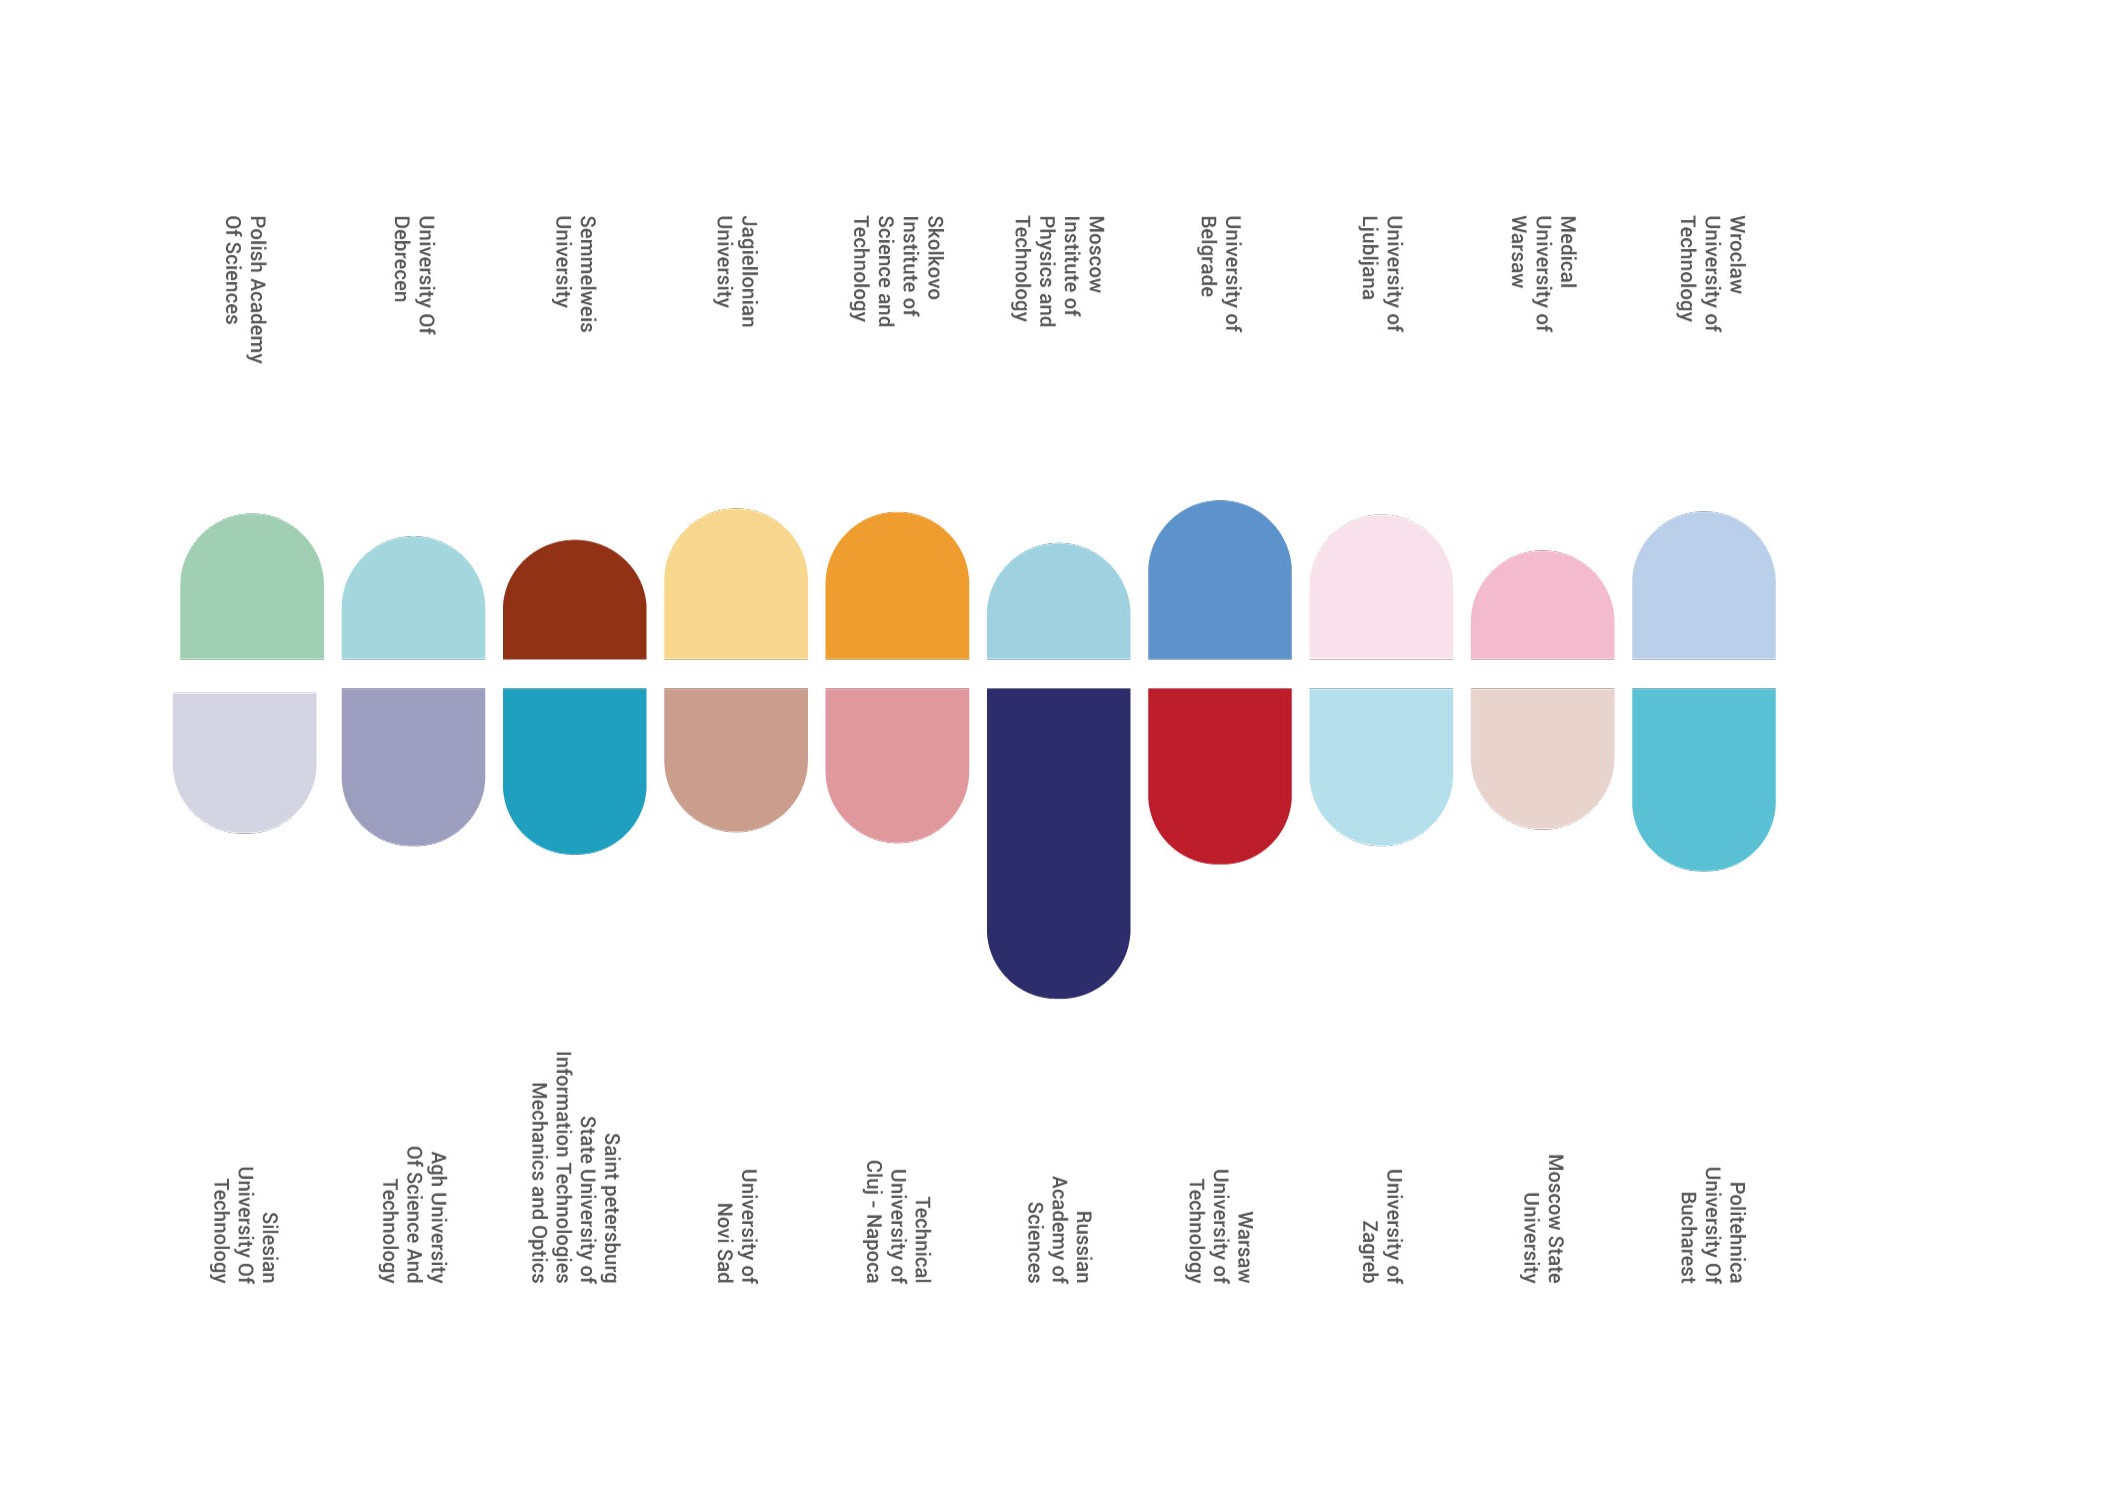 Polish Academy
Of Sciences
University Of
Debrecen
Semmelweis
University
Jagiellonian
University
Skolkovo
Institute of
Science and
Technology
Moscow
Institute of
Physics and
Technology
University of
Belgrade
University of
Ljubljana
Medical
University of
Warsaw
Wroclaw
University of
Technology
Silesian
University Of
Technology
Agh University
Of Science And
Technology
Saint petersburg
State University of
Information Technologies
Mechanics and Optics
University of
Novi Sad
Technical
University of
Cluj - Napoca
Russian
Academy of
Sciences
Warsaw
University of
Technology
University of
Zagreb
Moscow State
University
Politehnica
University Of
Bucharest